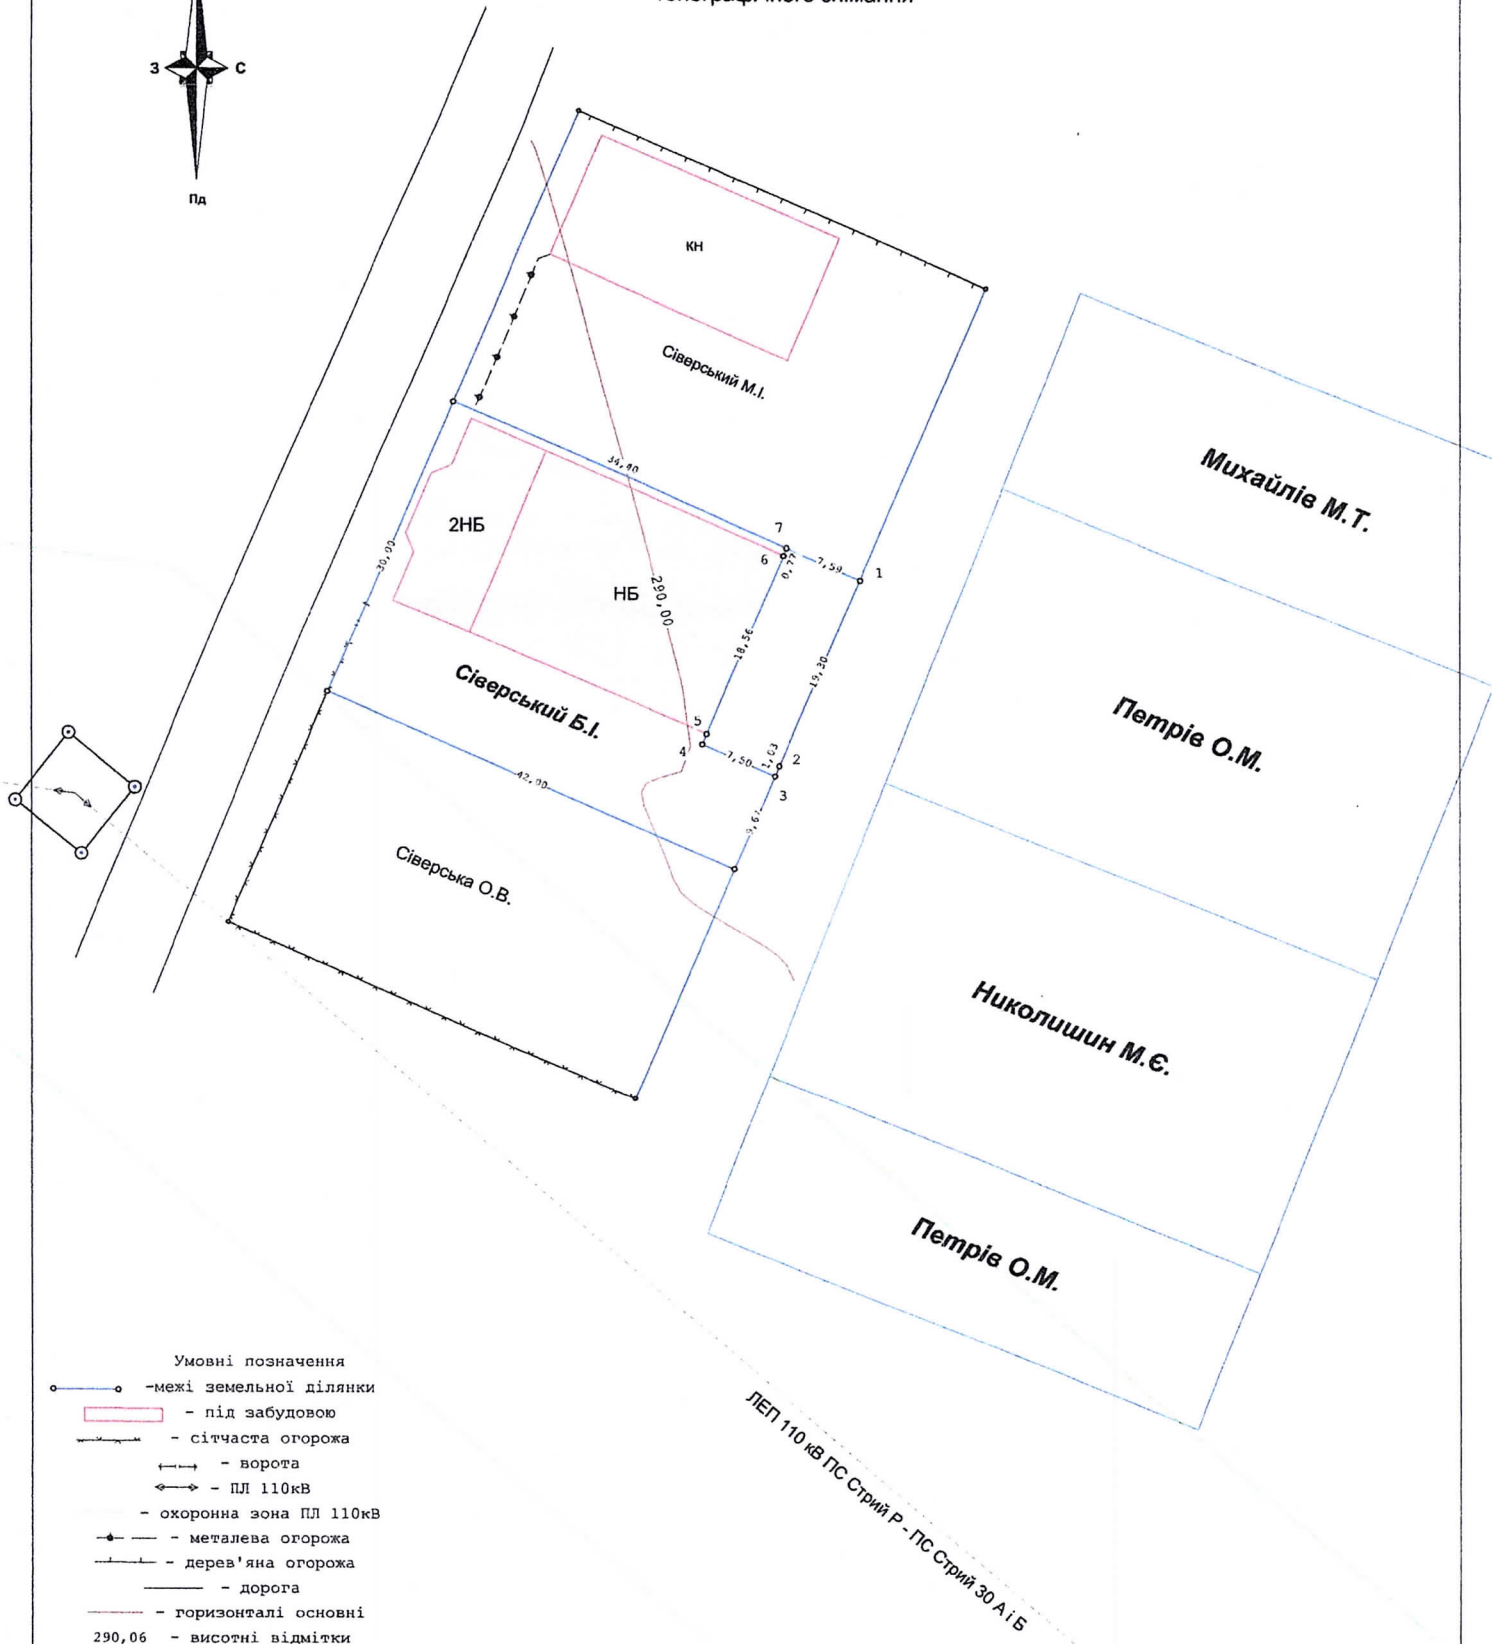 З С
Пд
КН
Сіверський М.І.
34,40
7
6
0,77
7,59
1
2НБ
30,00
НБ
290,00
18,56
19,30
Сіверський Б.І.
5
4
7,50
1,03
2
3
42,00
9,67
Сіверська О.В.
Михайлів М.Т.
Петрів О.М.
Николишин М.Є.
Петрів О.М.
ЛЕП 110 кВ ПС Стрий Р - ПС Стрий 30 А і Б
Умовні позначення
-межі земельної ділянки
- під забудовою
- сітчаста огорожа
- ворота
- ПЛ 110кВ
- охоронна зона ПЛ 110кВ
- металева огорожа
- дерев'яна огорожа
- дорога
- горизонталі основні
290,06 - висотні відмітки